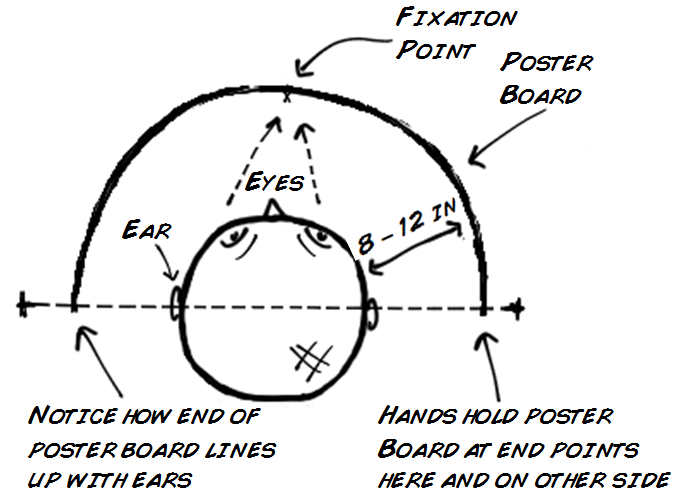 FIXATION
POINT
POSTER
BOARD
EYES
EAR
8-12 IN
NOTICE HOW END OF
POSTER BOARD LINES
UP WITH EARS
HANDS HOLD POSTER
BOARD AT END POINTS
HERE AND ON OTHER SIDE